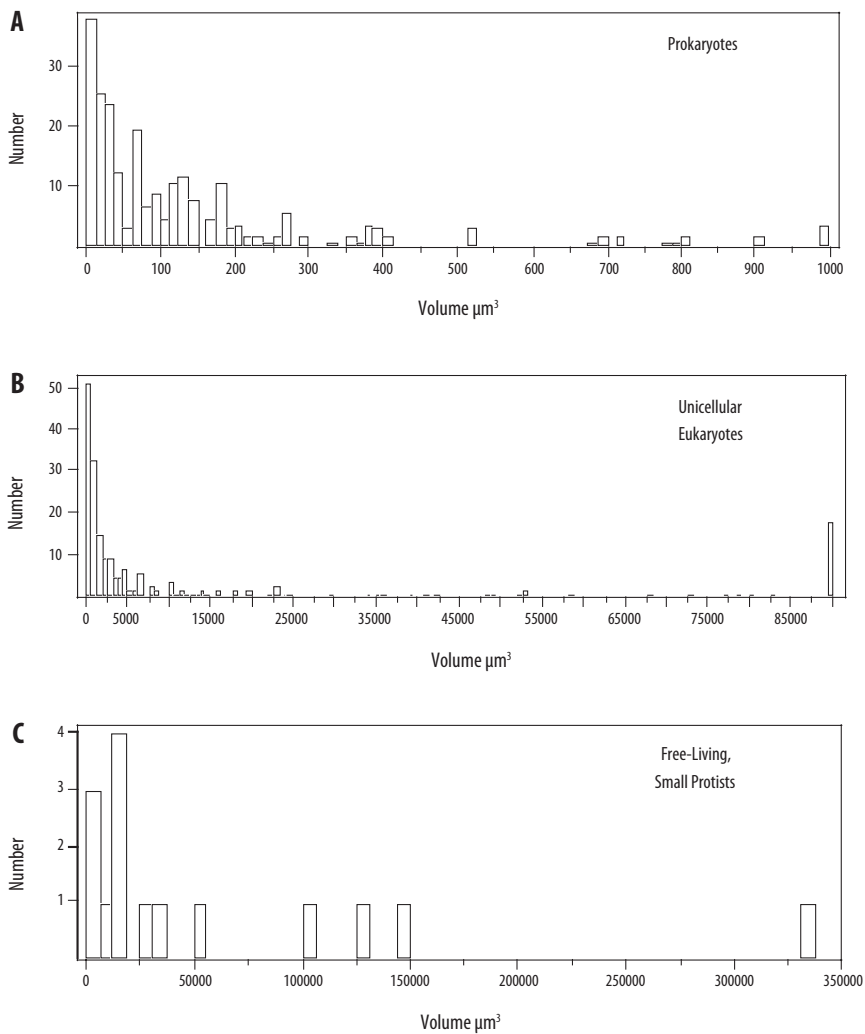 A
Prokaryotes
Number
30
20
10
0 100 200 300 400 500 600 700 800 900 1000
Volume µm³
B
Unicellular
Eukaryotes
Number
50
40
30
20
10
0 5000 15000 25000 35000 45000 55000 65000 75000 85000
Volume µm³
C
Free-Living,
Small Protists
Number
4
3
2
1
0 50000 100000 150000 200000 250000 300000 350000
Volume µm³